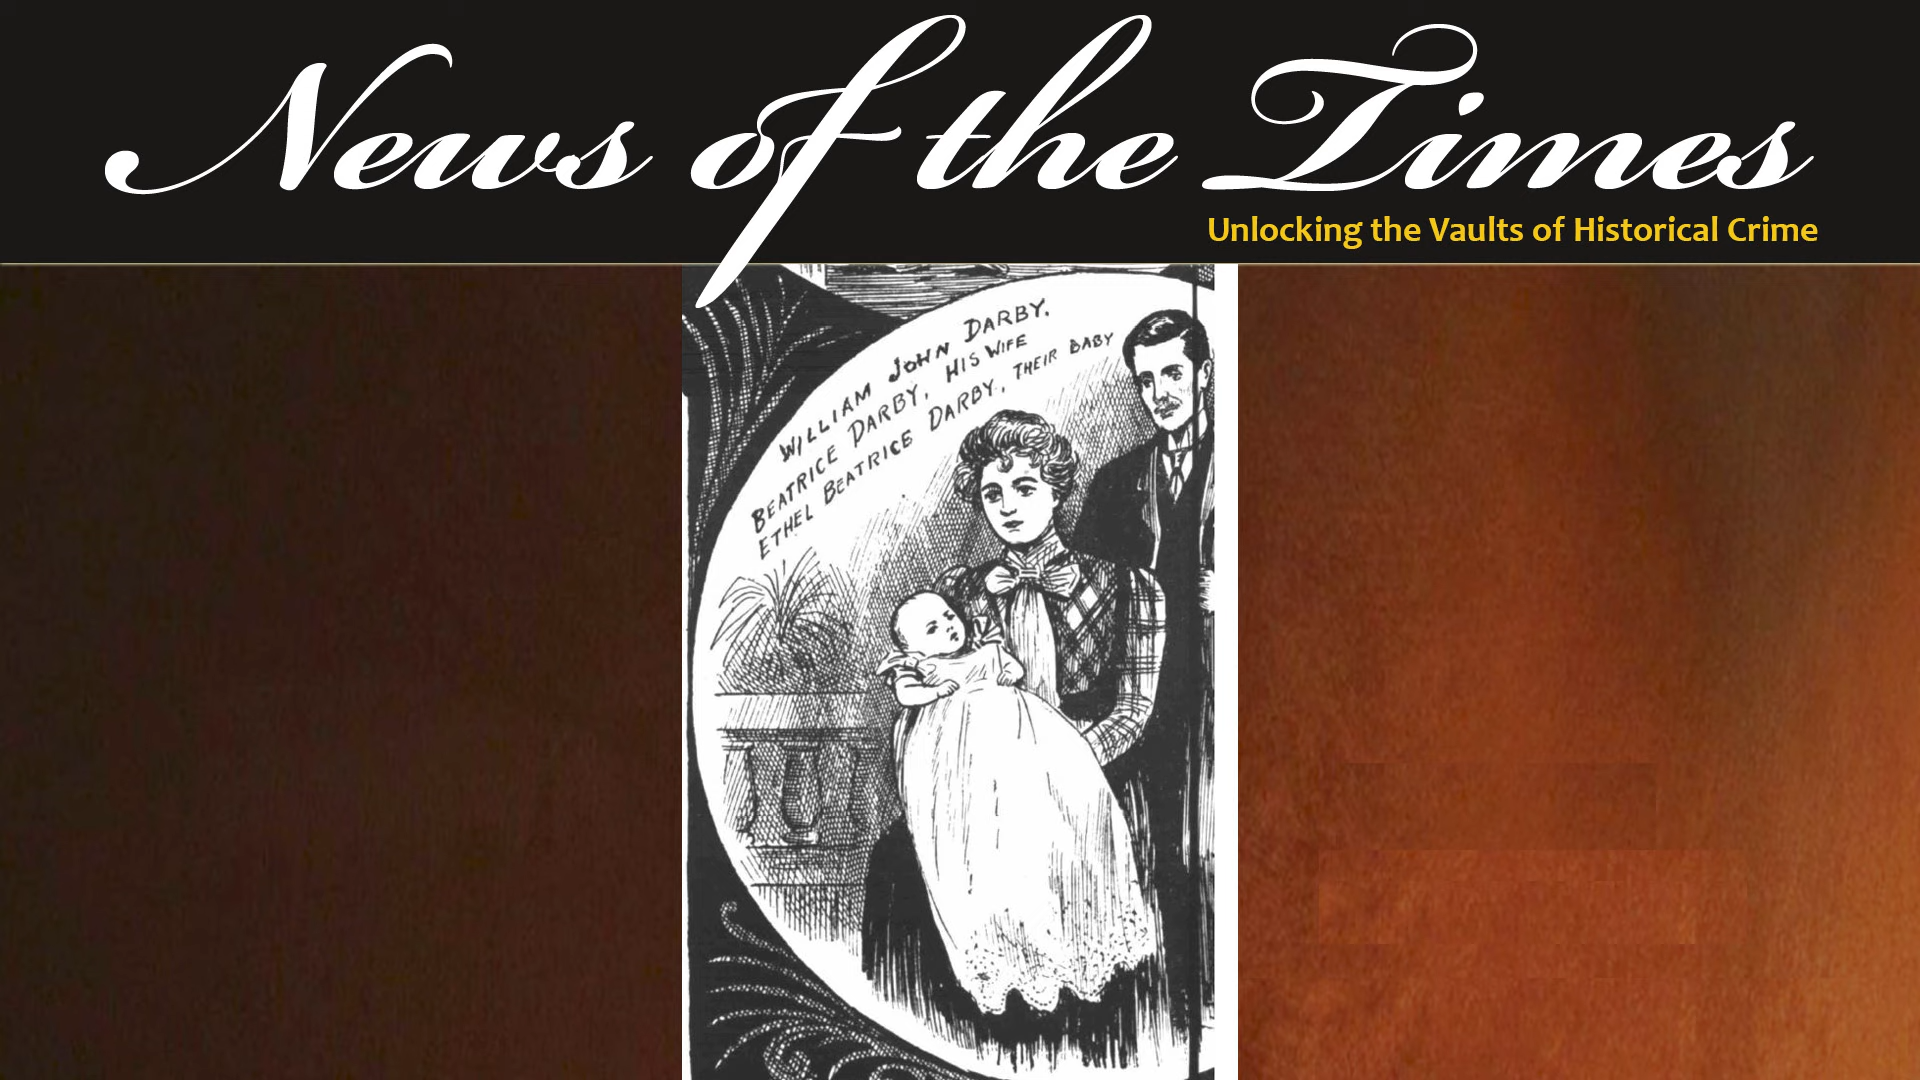 News of the Times
Unlocking the Vaults of Historical Crime
WILLIAM JOHN DARBY.
BEATRICE DARBY, HIS WIFE
ETHEL BEATRICE DARBY, THEIR BABY